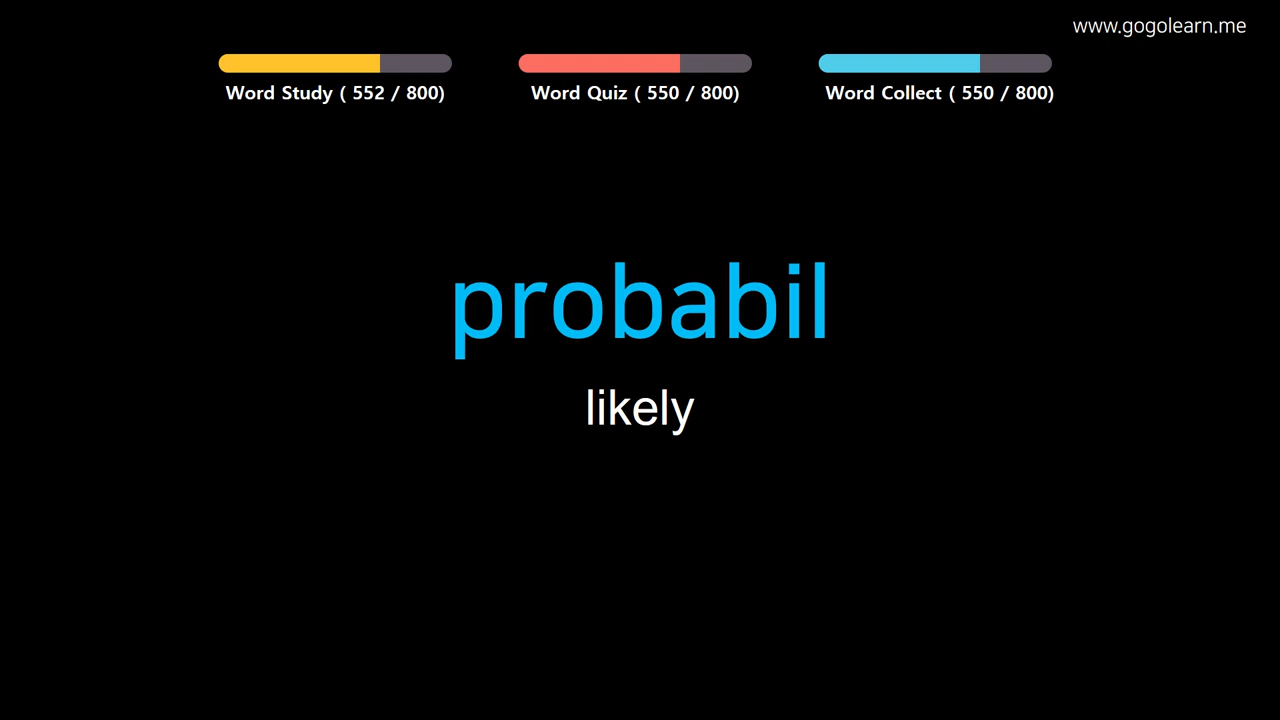 www.gogolearn.me
Word Study ( 552 / 800)
Word Quiz ( 550 / 800)
Word Collect ( 550 / 800)
probabil
likely